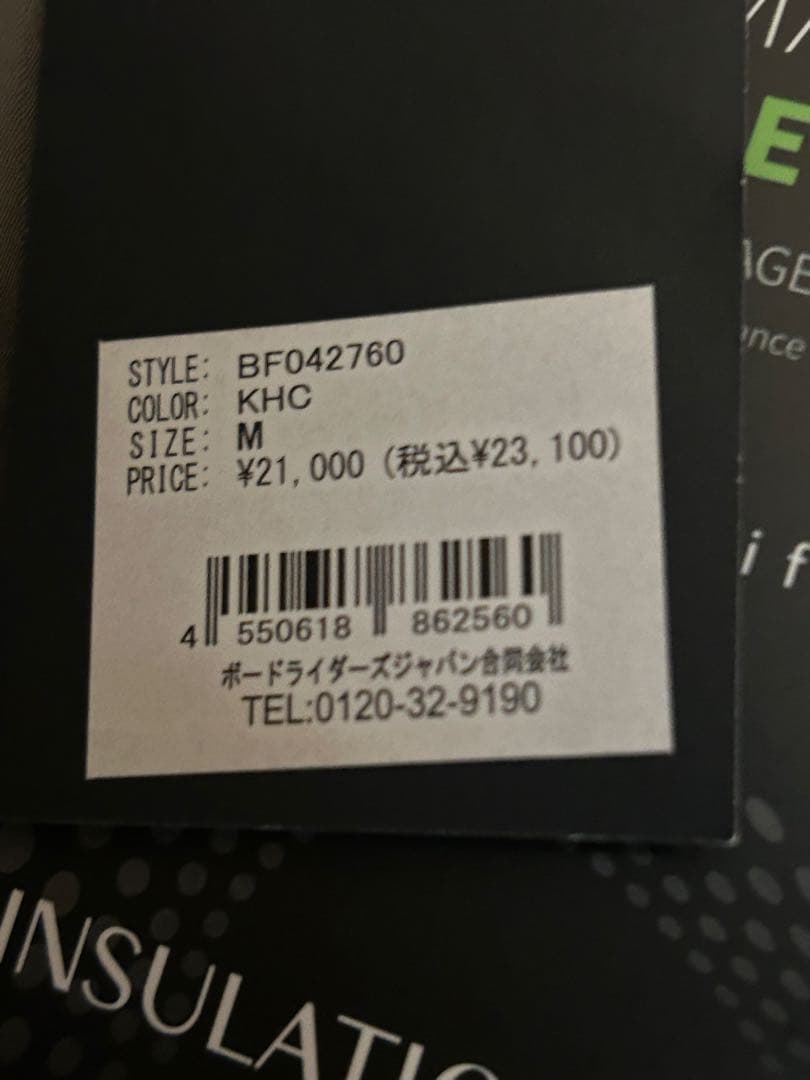 E
AGE
nce
STYLE: BF042760
COLOR: KHC
SIZE: M
PRICE: ¥21,000 (税込¥23,100)
if
4 550618 862560
ボードライダーズジャパン合同会社
TEL:0120-32-9190
INSULATIO